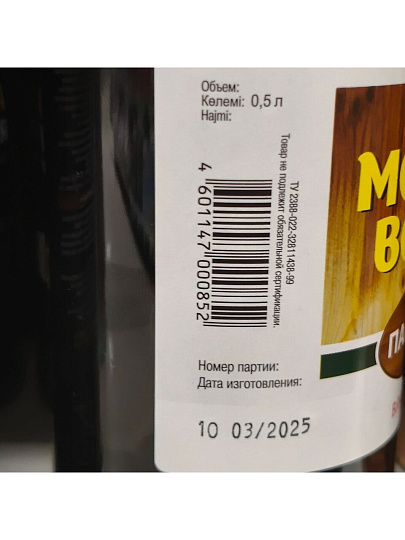 Объем:
Көлемі: 0,5 л
Hajmi:
ТУ 2388-022-32811438-99
Товар не подлежит обязательной сертификации.
4 601147 000852
Номер партии:
Дата изготовления:
10 03/2025